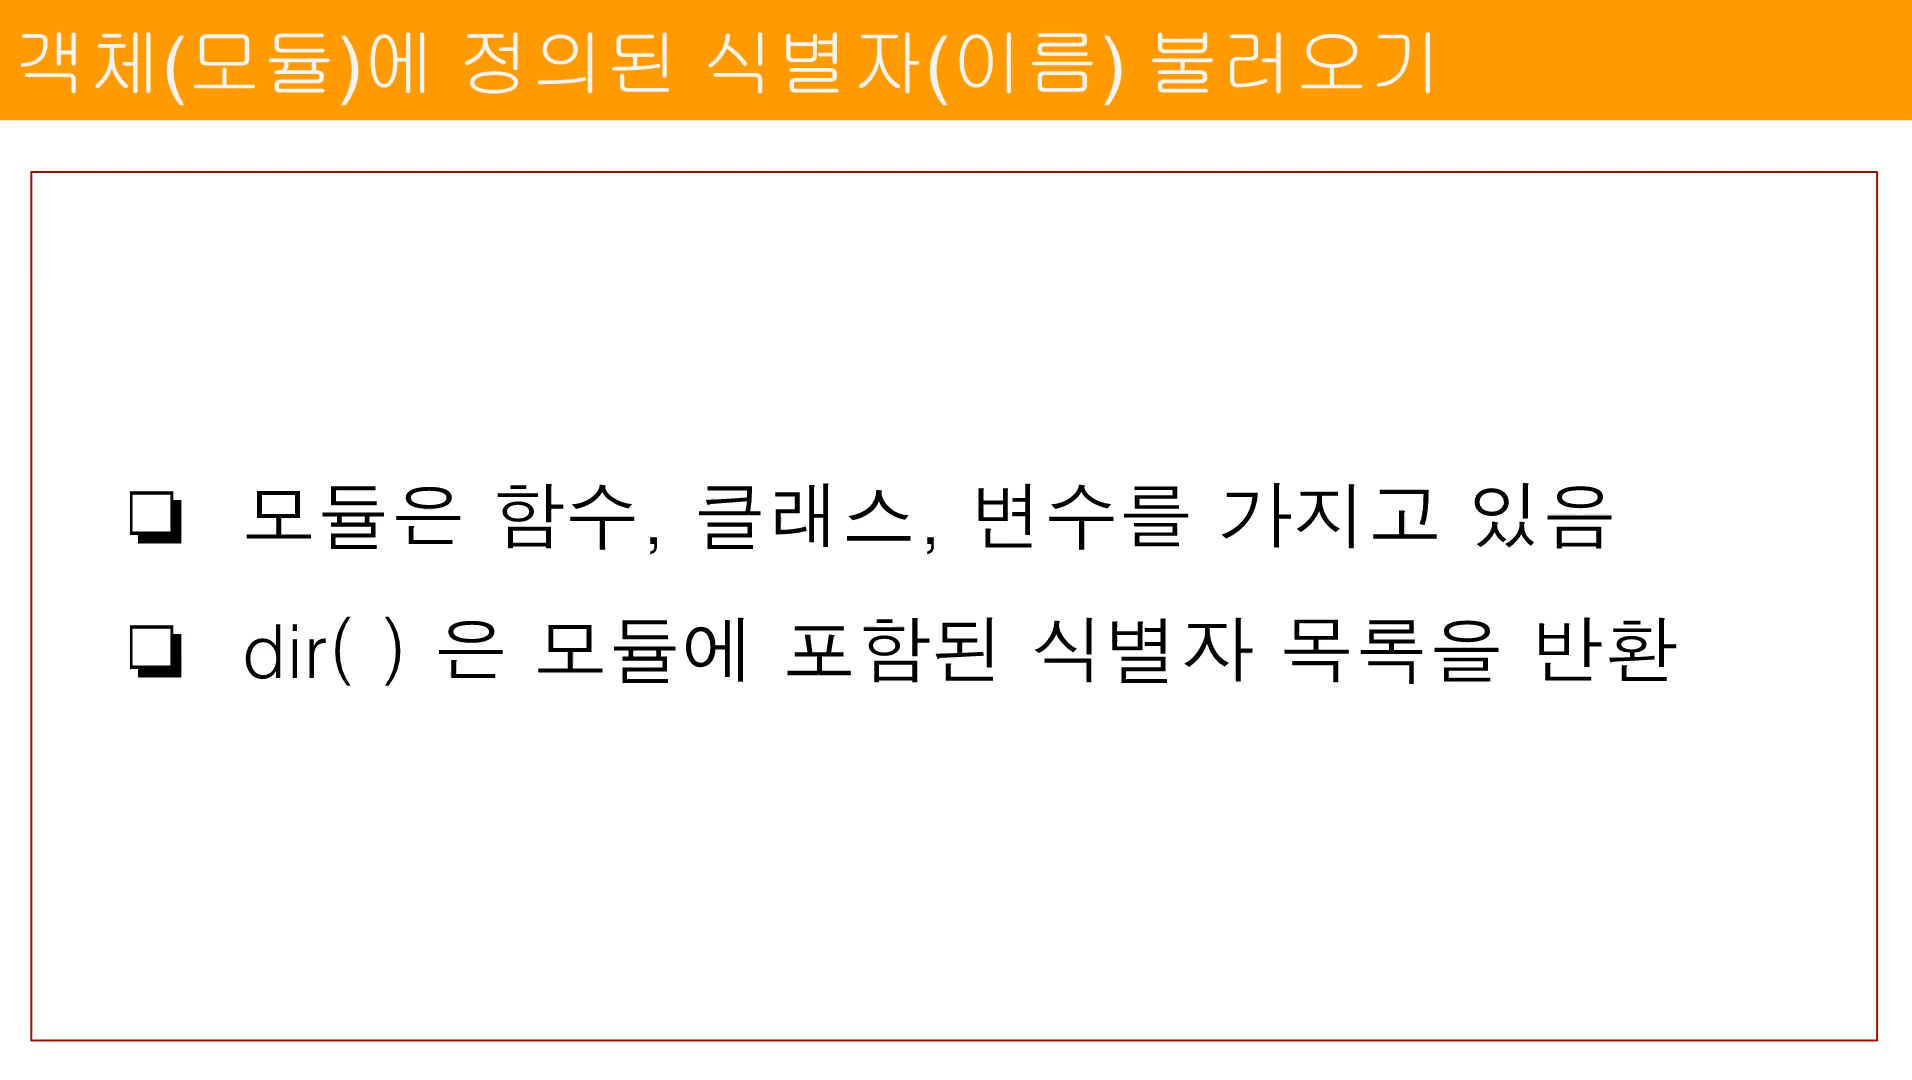 객체(모듈)에 정의된 식별자(이름) 불러오기
❏ 모듈은 함수, 클래스, 변수를 가지고 있음
❏ dir( ) 은 모듈에 포함된 식별자 목록을 반환